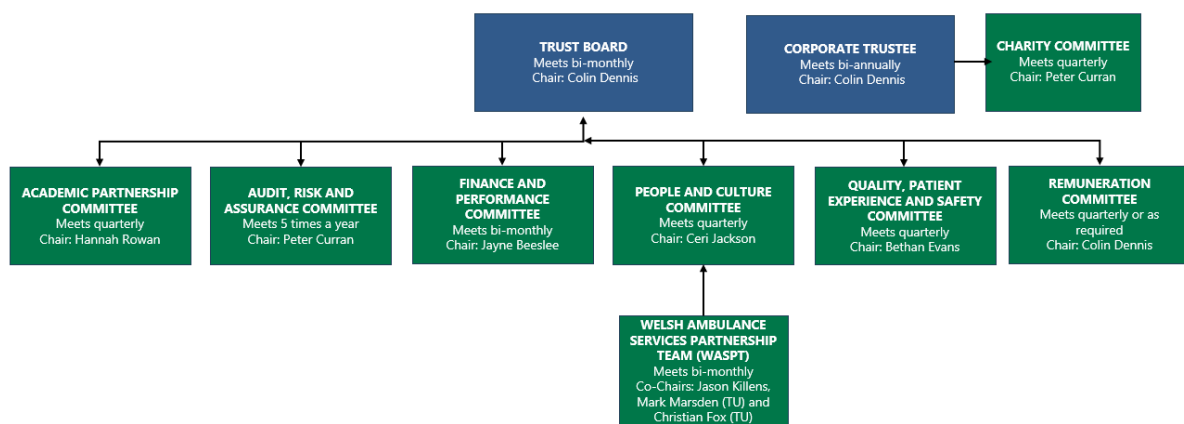 TRUST BOARD
Meets bi-monthly
Chair: Colin Dennis
CORPORATE TRUSTEE
Meets bi-annually
Chair: Colin Dennis
CHARITY COMMITTEE
Meets quarterly
Chair: Peter Curran
ACADEMIC PARTNERSHIP
COMMITTEE
Meets quarterly
Chair: Hannah Rowan
AUDIT, RISK AND
ASSURANCE COMMITTEE
Meets 5 times a year
Chair: Peter Curran
FINANCE AND
PERFORMANCE
COMMITTEE
Meets bi-monthly
Chair: Jayne Beeslee
PEOPLE AND CULTURE
COMMITTEE
Meets quarterly
Chair: Ceri Jackson
QUALITY, PATIENT
EXPERIENCE AND SAFETY
COMMITTEE
Meets quarterly
Chair: Bethan Evans
REMUNERATION
COMMITTEE
Meets quarterly or as
required
Chair: Colin Dennis
WELSH AMBULANCE
SERVICES PARTNERSHIP
TEAM (WASPT)
Meets bi-monthly
Co-Chairs: Jason Killens,
Mark Marsden (TU) and
Christian Fox (TU)